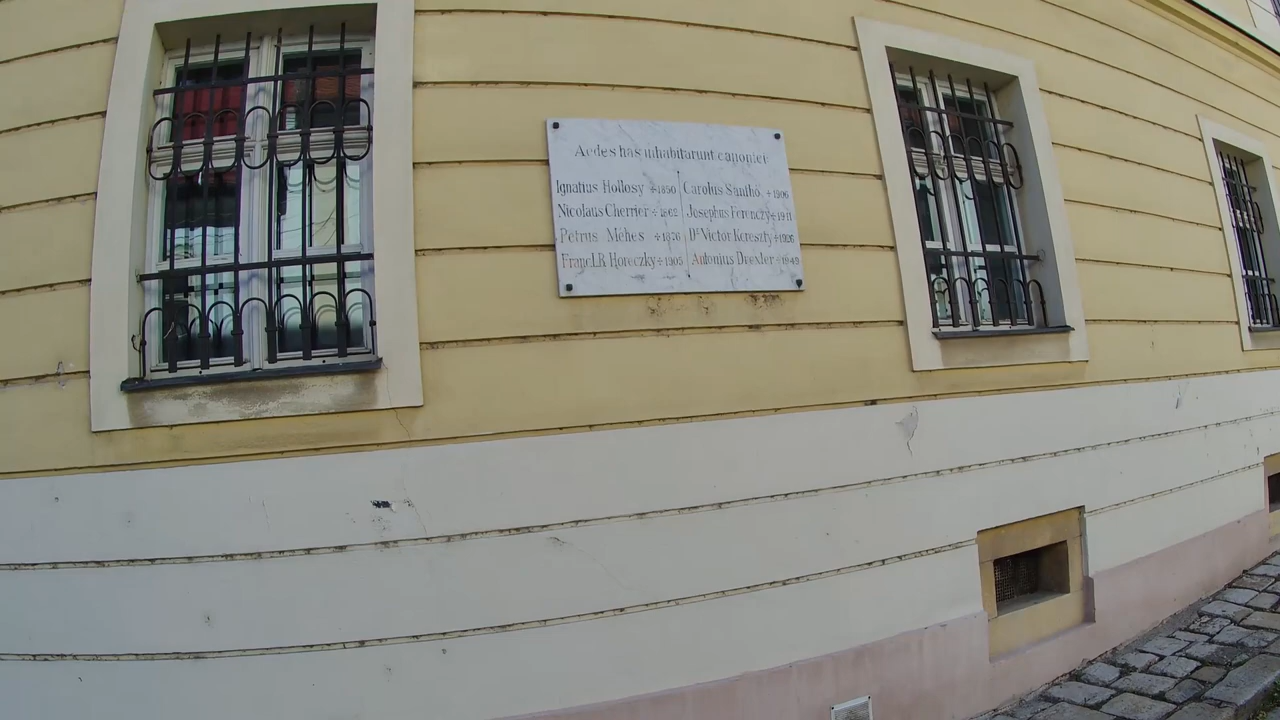 Aedes has inhabitarunt canonici
Ignatius Hollosy ÷1850
Nicolaus Cherrier ÷ 1862
Petrus Méhes ÷1876
Franc.I.B. Horeczky÷1905
Carolus Santhó. ÷1906
Josephus Ferenczy÷1911
Dr Victor Kereszty÷1926
Antonius Drexler ÷1949